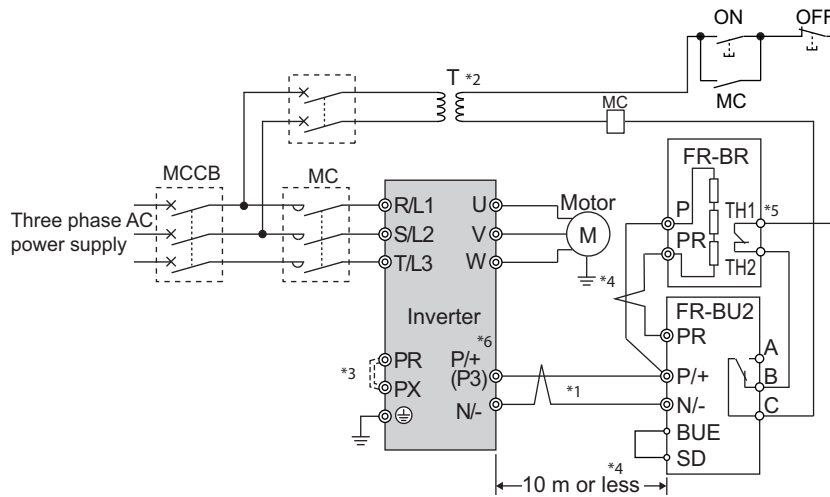 ON
OFF
T *2
MC
MC
FR-BR
MCCB
MC
P
TH1
*5
PR
TH2
Three phase AC
power supply
R/L1
S/L2
T/L3
U
V
W
Motor
M
*4
FR-BU2
Inverter
PR
A
*6
*3
PR
PX
P/+
(P3)
N/-
*1
P/+
N/-
BUE
SD
B
C
*4
10 m or less